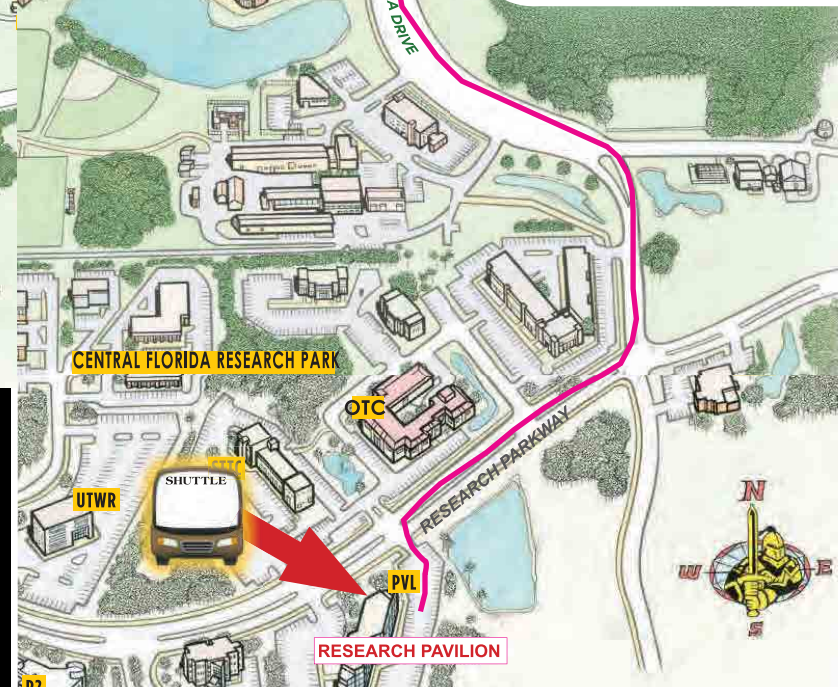 A DRIVE
CENTRAL FLORIDA RESEARCH PARK
OTC
SHUTTLE
UTWR
RESEARCH PARKWAY
N
W
E
S
PVL
RESEARCH PAVILION